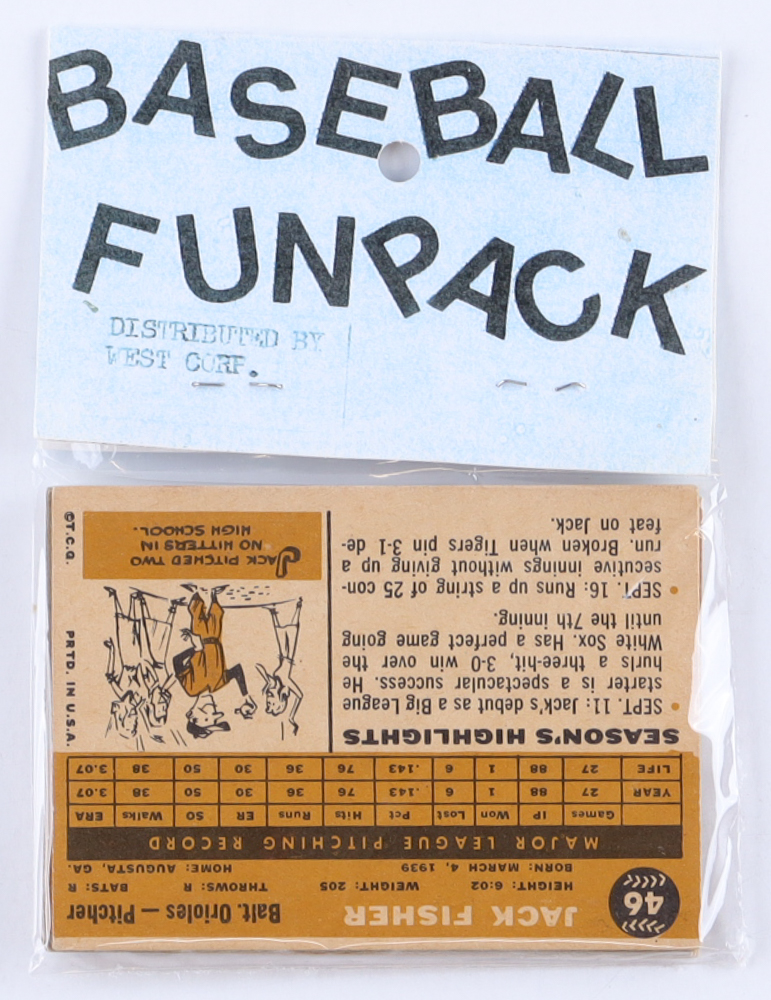 BASEBALL
FUNPACK
DISTRIBUTED BY
WEST CORP.
46
JACK FISHER
Balt. Orioles — Pitcher
HEIGHT: 6:02 WEIGHT: 205 THROWS: R BATS: R
BORN: MARCH 4, 1939 HOME: AUGUSTA, GA.
MAJOR LEAGUE PITCHING RECORD
Games IP Won Lost Pct Hits Runs ER SO Walks ERA
YEAR 27 88 1 6 .143 76 36 30 50 38 3.07
LIFE 27 88 1 6 .143 76 36 30 50 38 3.07
SEASON'S HIGHLIGHTS
• SEPT. 11: Jack's debut as a Big League
starter is a spectacular success. He
hurls a three-hit, 3-0 win over the
White Sox. Has a perfect game going
until the 7th inning.
• SEPT. 16: Runs up a string of 25 con-
secutive innings without giving up a
run. Broken when Tigers pin 3-1 de-
feat on Jack.
JACK PITCHED TWO
NO HITTERS IN
HIGH SCHOOL.
©T.C.G. PRTD. IN U.S.A.